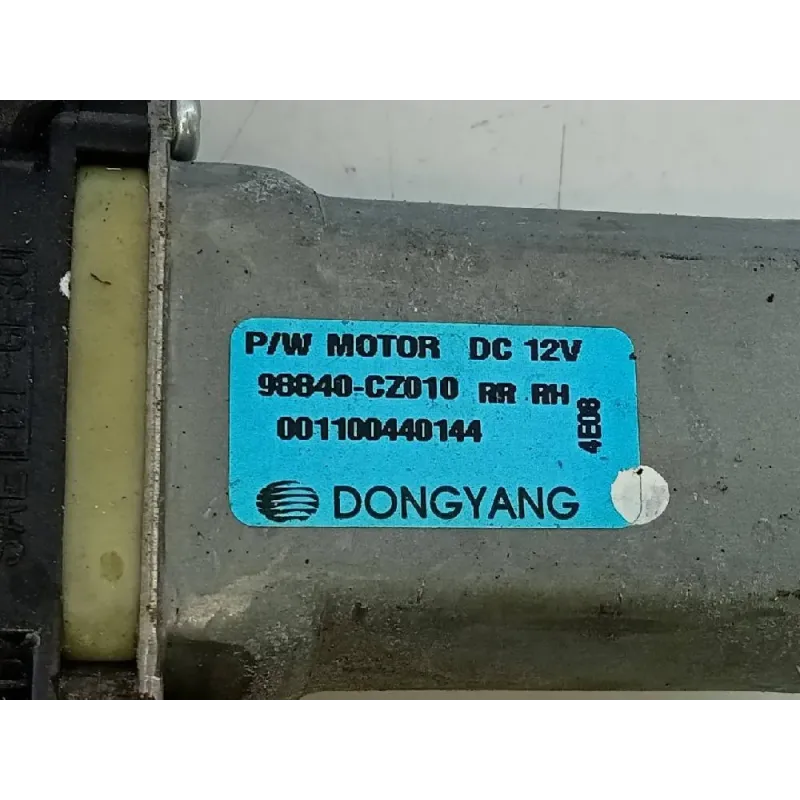 P/W MOTOR DC 12V
98840-CZ010 RR RH
001100440144
4E08
DONGYANG